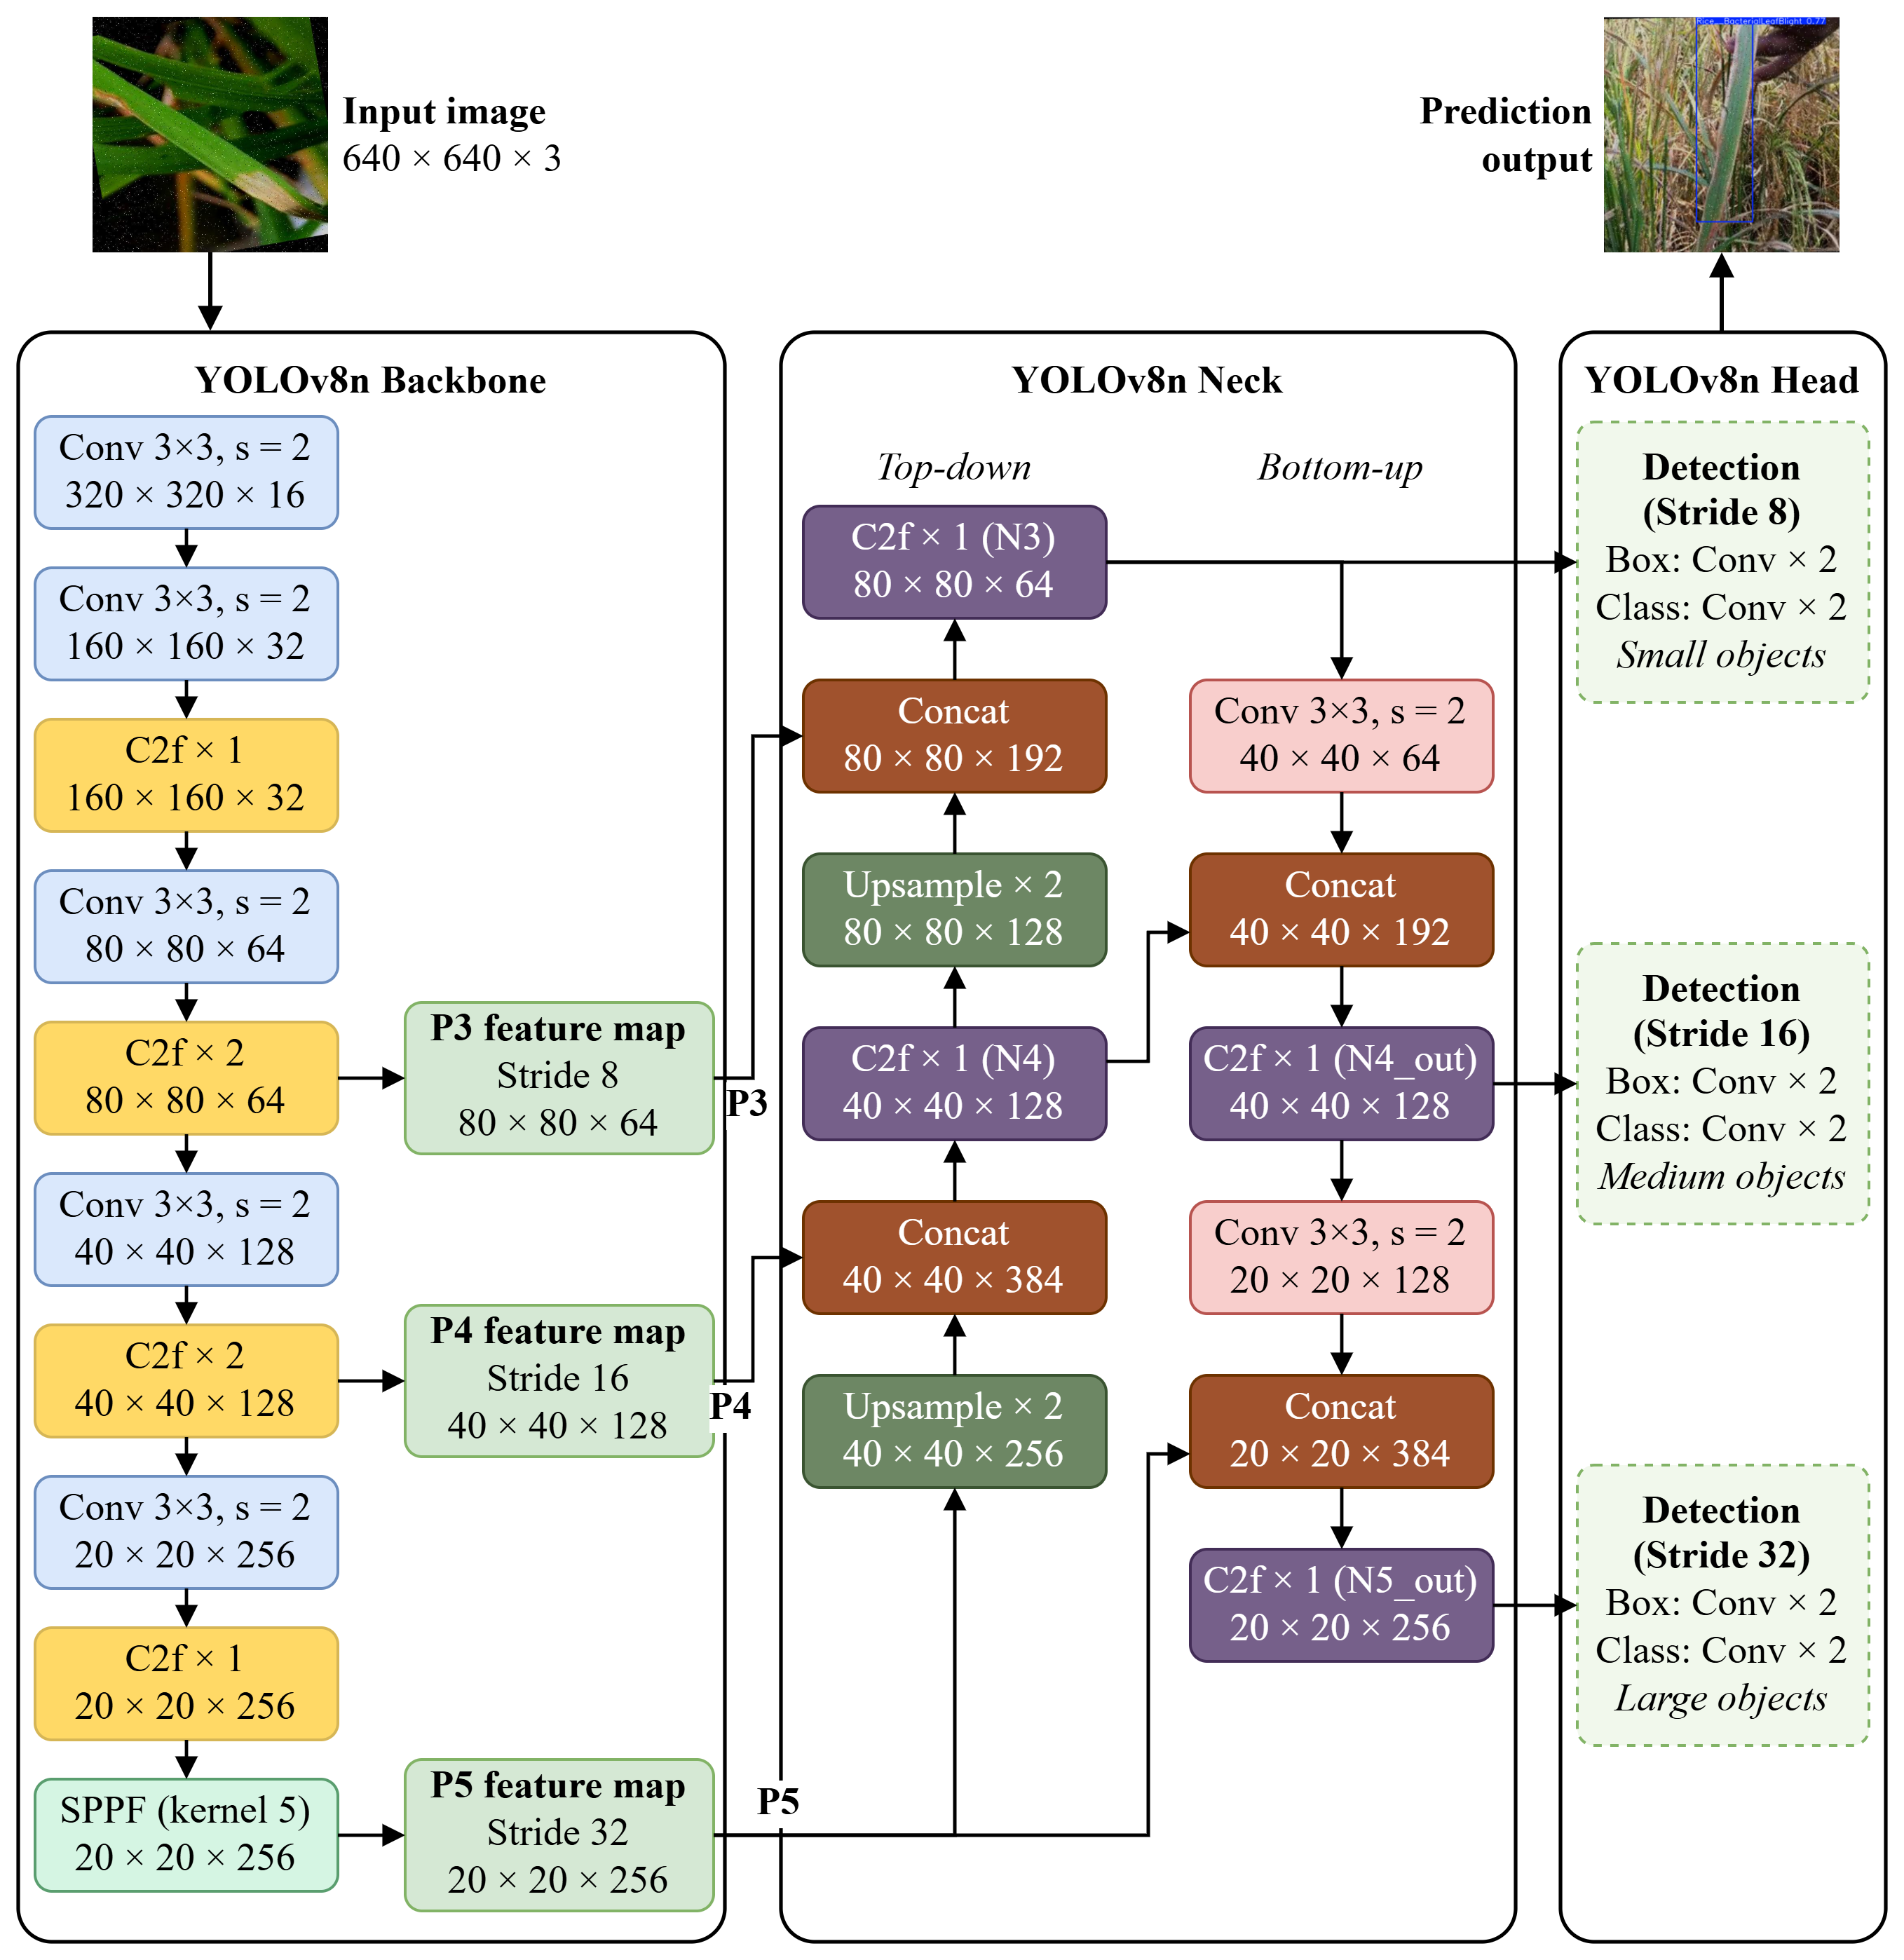 Input image
640 × 640 × 3
Prediction
output
Rice__BacterialLeafBlight 0.77
YOLOv8n Backbone
Conv 3×3, s = 2
320 × 320 × 16
Conv 3×3, s = 2
160 × 160 × 32
C2f × 1
160 × 160 × 32
Conv 3×3, s = 2
80 × 80 × 64
C2f × 2
80 × 80 × 64
P3 feature map
Stride 8
80 × 80 × 64
P3
Conv 3×3, s = 2
40 × 40 × 128
C2f × 2
40 × 40 × 128
P4 feature map
Stride 16
40 × 40 × 128
P4
Conv 3×3, s = 2
20 × 20 × 256
C2f × 1
20 × 20 × 256
SPPF (kernel 5)
20 × 20 × 256
P5 feature map
Stride 32
20 × 20 × 256
P5
YOLOv8n Neck
Top-down
C2f × 1 (N3)
80 × 80 × 64
Concat
80 × 80 × 192
Upsample × 2
80 × 80 × 128
C2f × 1 (N4)
40 × 40 × 128
Concat
40 × 40 × 384
Upsample × 2
40 × 40 × 256
Bottom-up
Conv 3×3, s = 2
40 × 40 × 64
Concat
40 × 40 × 192
C2f × 1 (N4_out)
40 × 40 × 128
Conv 3×3, s = 2
20 × 20 × 128
Concat
20 × 20 × 384
C2f × 1 (N5_out)
20 × 20 × 256
YOLOv8n Head
Detection
(Stride 8)
Box: Conv × 2
Class: Conv × 2
Small objects
Detection
(Stride 16)
Box: Conv × 2
Class: Conv × 2
Medium objects
Detection
(Stride 32)
Box: Conv × 2
Class: Conv × 2
Large objects